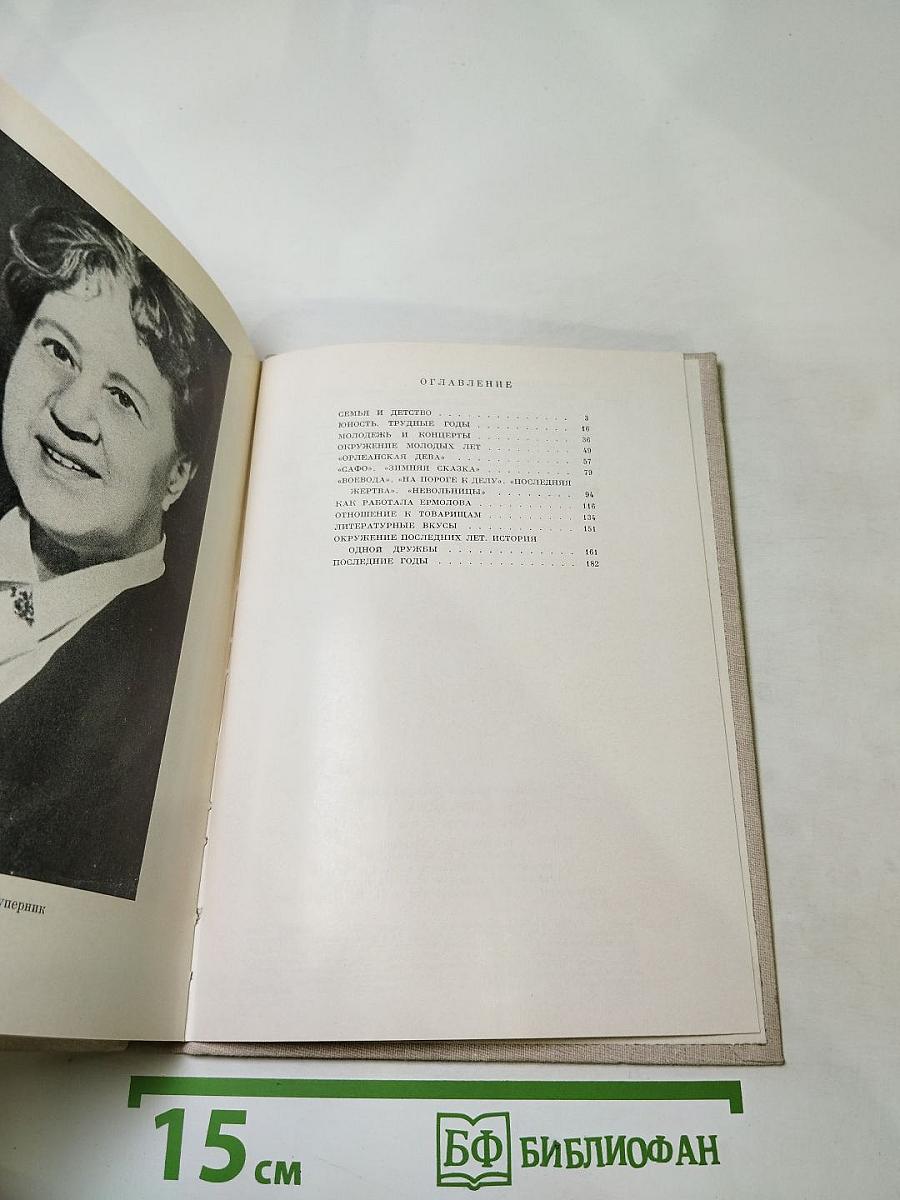 уперник
ОГЛАВЛЕНИЕ
СЕМЬЯ И ДЕТСТВО . . . . . . . . . . . . . . 3
ЮНОСТЬ. ТРУДНЫЕ ГОДЫ . . . . . . . . . . . 16
МОЛОДЕЖЬ И КОНЦЕРТЫ . . . . . . . . . . . 36
ОКРУЖЕНИЕ МОЛОДЫХ ЛЕТ . . . . . . . . . . 49
«ОРЛЕАНСКАЯ ДЕВА» . . . . . . . . . . . . . 57
«САФО». «ЗИМНЯЯ СКАЗКА» . . . . . . . . . . 79
«ВОЕВОДА». «НА ПОРОГЕ К ДЕЛУ». «ПОСЛЕДНЯЯ
ЖЕРТВА». «НЕВОЛЬНИЦЫ» . . . . . . . . . 94
КАК РАБОТАЛА ЕРМОЛОВА . . . . . . . . . . . 116
ОТНОШЕНИЕ К ТОВАРИЩАМ . . . . . . . . . . 134
ЛИТЕРАТУРНЫЕ ВКУСЫ . . . . . . . . . . . . 151
ОКРУЖЕНИЕ ПОСЛЕДНИХ ЛЕТ. ИСТОРИЯ
ОДНОЙ ДРУЖБЫ . . . . . . . . . . . . . . 161
ПОСЛЕДНИЕ ГОДЫ . . . . . . . . . . . . . . 182
15 см
БФ БИБЛИОФАН